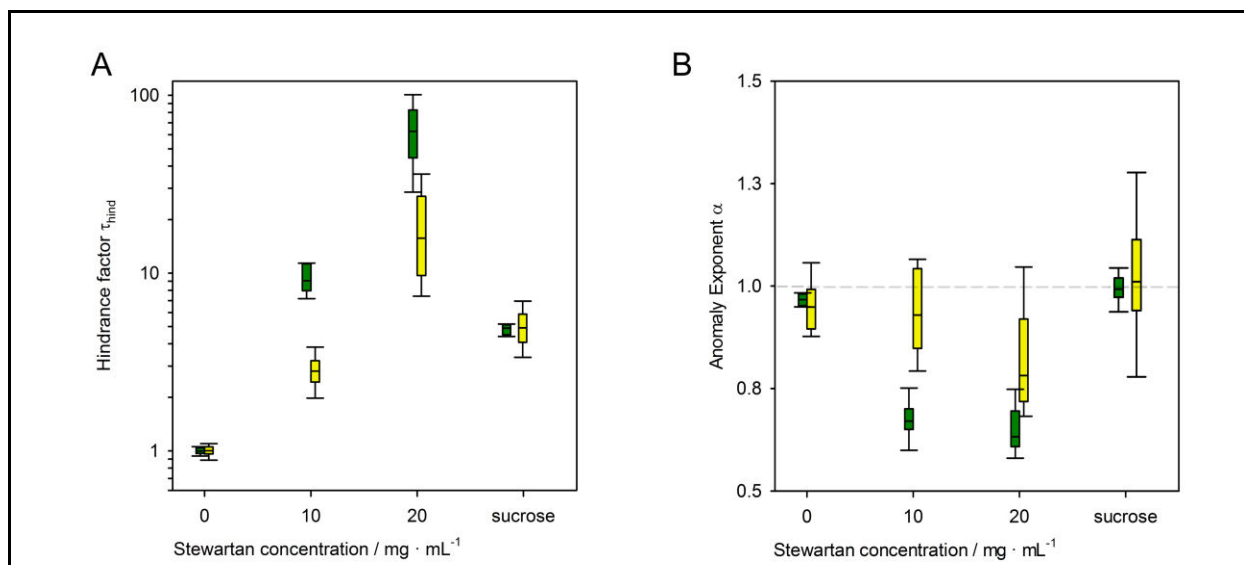 A
Hindrance factor τhind
100
10
1
0 10 20 sucrose
Stewartan concentration / mg · mL⁻¹
B
Anomaly Exponent α
1.5
1.3
1.0
0.8
0.5
0 10 20 sucrose
Stewartan concentration / mg · mL⁻¹